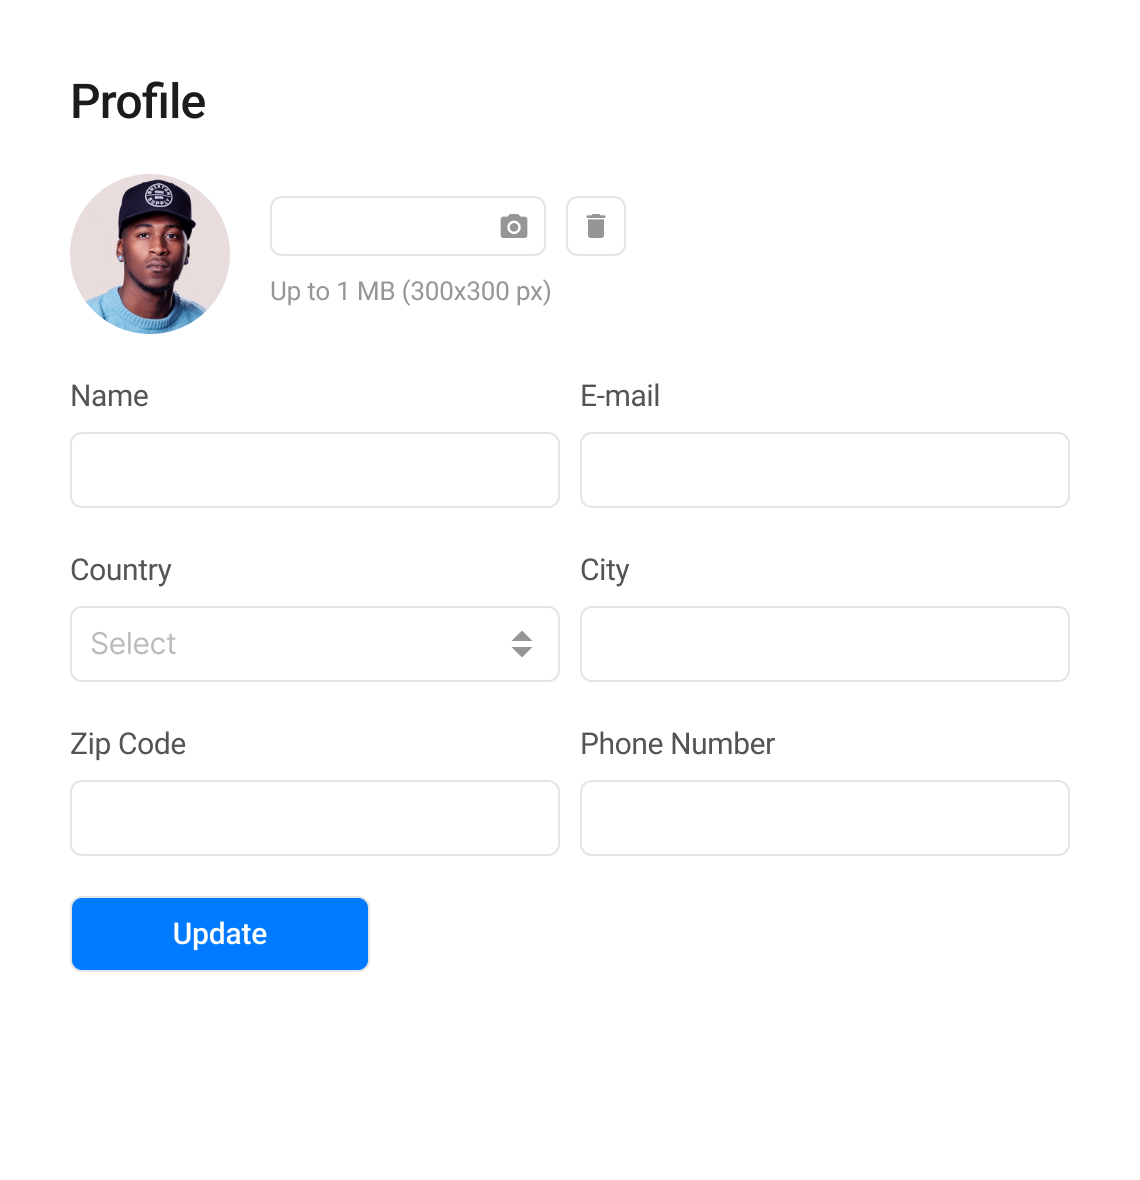 Profile
Up to 1 MB (300x300 px)
Name
E-mail
Country
City
Select
Zip Code
Phone Number
Update